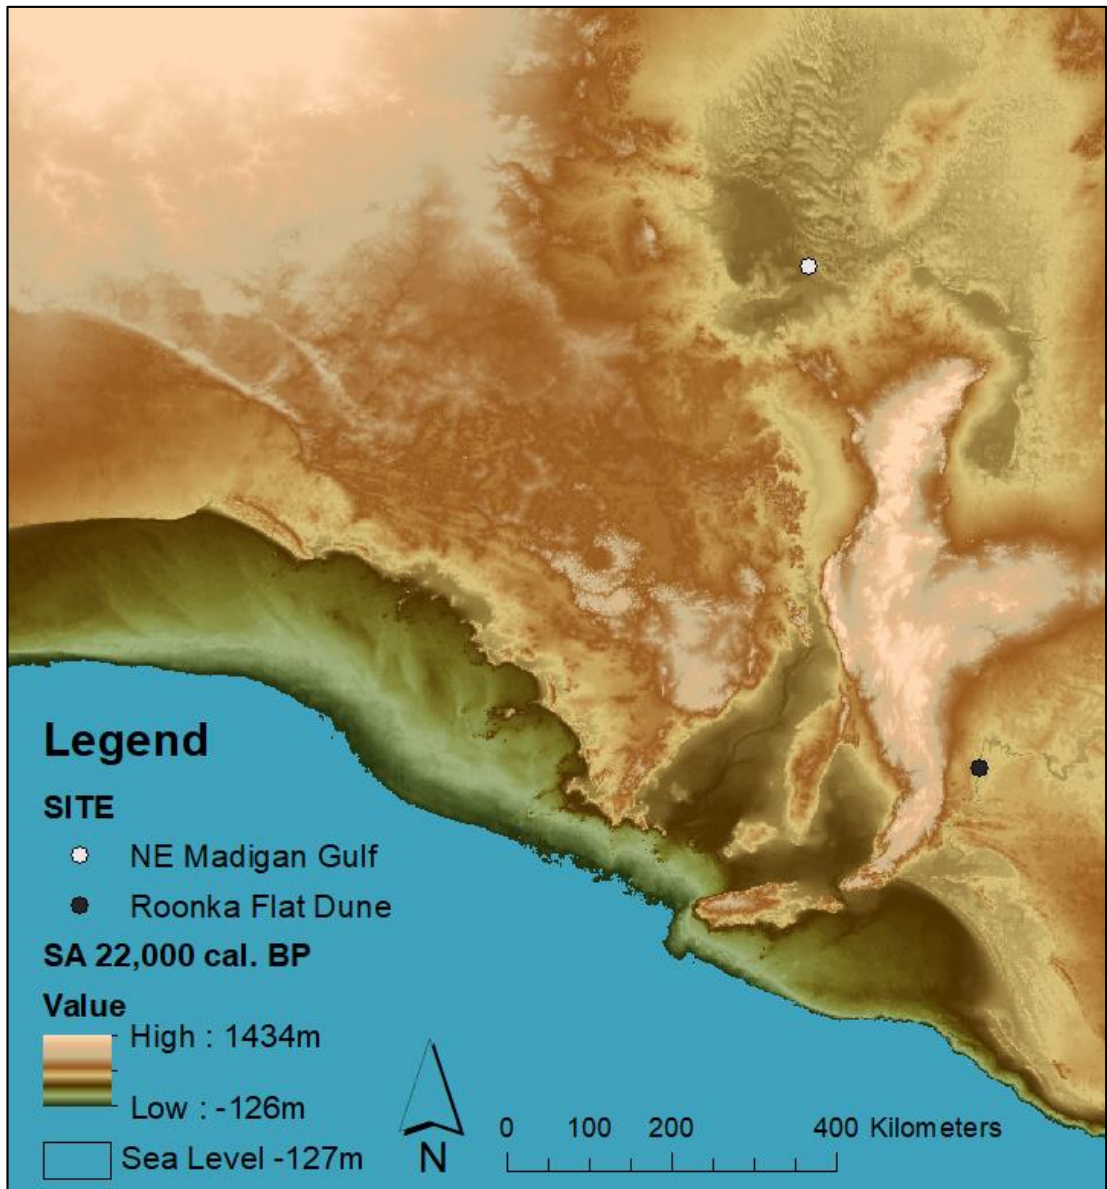 Legend
SITE
NE Madigan Gulf
Roonka Flat Dune
SA 22,000 cal. BP
Value
High : 1434m
Low : -126m
Sea Level -127m
N
0 100 200 400 Kilometers